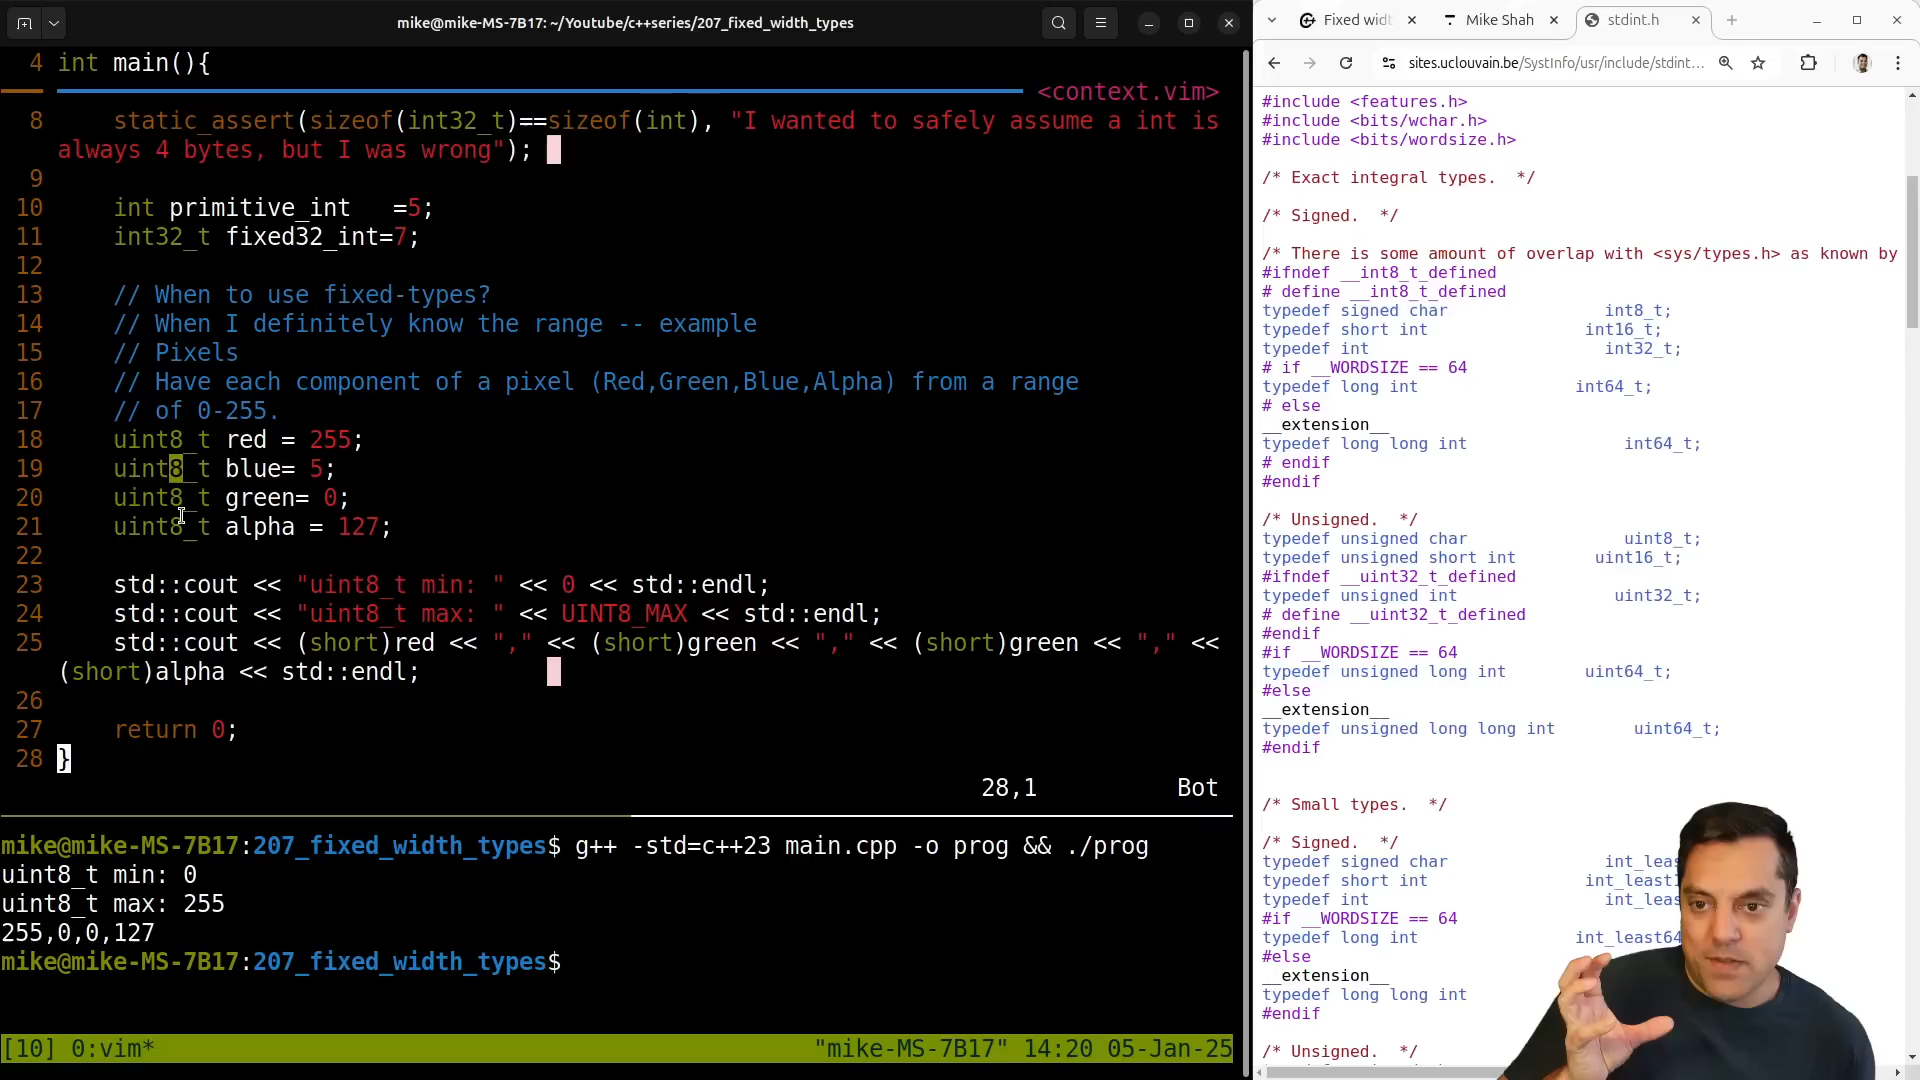 mike@mike-MS-7B17: ~/Youtube/c++series/207_fixed_width_types
4 int main(){
<context.vim>
8     static_assert(sizeof(int32_t)==sizeof(int), "I wanted to safely assume a int is
always 4 bytes, but I was wrong");
9
10     int primitive_int   =5;
11     int32_t fixed32_int=7;
12
13     // When to use fixed-types?
14     // When I definitely know the range -- example
15     // Pixels
16     // Have each component of a pixel (Red,Green,Blue,Alpha) from a range
17     // of 0-255.
18     uint8_t red = 255;
19     uint8_t blue= 5;
20     uint8_t green= 0;
21     uint8_t alpha = 127;
22
23     std::cout << "uint8_t min: " << 0 << std::endl;
24     std::cout << "uint8_t max: " << UINT8_MAX << std::endl;
25     std::cout << (short)red << "," << (short)green << "," << (short)green << "," <<
(short)alpha << std::endl;
26
27     return 0;
28 }
28,1 Bot
mike@mike-MS-7B17:207_fixed_width_types$ g++ -std=c++23 main.cpp -o prog && ./prog
uint8_t min: 0
uint8_t max: 255
255,0,0,127
mike@mike-MS-7B17:207_fixed_width_types$
[10] 0:vim* "mike-MS-7B17" 14:20 05-Jan-25
Fixed widt Mike Shah stdint.h
sites.uclouvain.be/SystInfo/usr/include/stdint...
#include <features.h>
#include <bits/wchar.h>
#include <bits/wordsize.h>
/* Exact integral types.  */
/* Signed.  */
/* There is some amount of overlap with <sys/types.h> as known by
#ifndef __int8_t_defined
# define __int8_t_defined
typedef signed char int8_t;
typedef short int int16_t;
typedef int int32_t;
# if __WORDSIZE == 64
typedef long int int64_t;
# else
__extension__
typedef long long int int64_t;
# endif
#endif
/* Unsigned.  */
typedef unsigned char uint8_t;
typedef unsigned short int uint16_t;
#ifndef __uint32_t_defined
typedef unsigned int uint32_t;
# define __uint32_t_defined
#endif
#if __WORDSIZE == 64
typedef unsigned long int uint64_t;
#else
__extension__
typedef unsigned long long int uint64_t;
#endif
/* Small types.  */
/* Signed.  */
typedef signed char int_leas
typedef short int int_least
typedef int int_leas
#if __WORDSIZE == 64
typedef long int int_least64
#else
__extension__
typedef long long int
#endif
/* Unsigned.  */